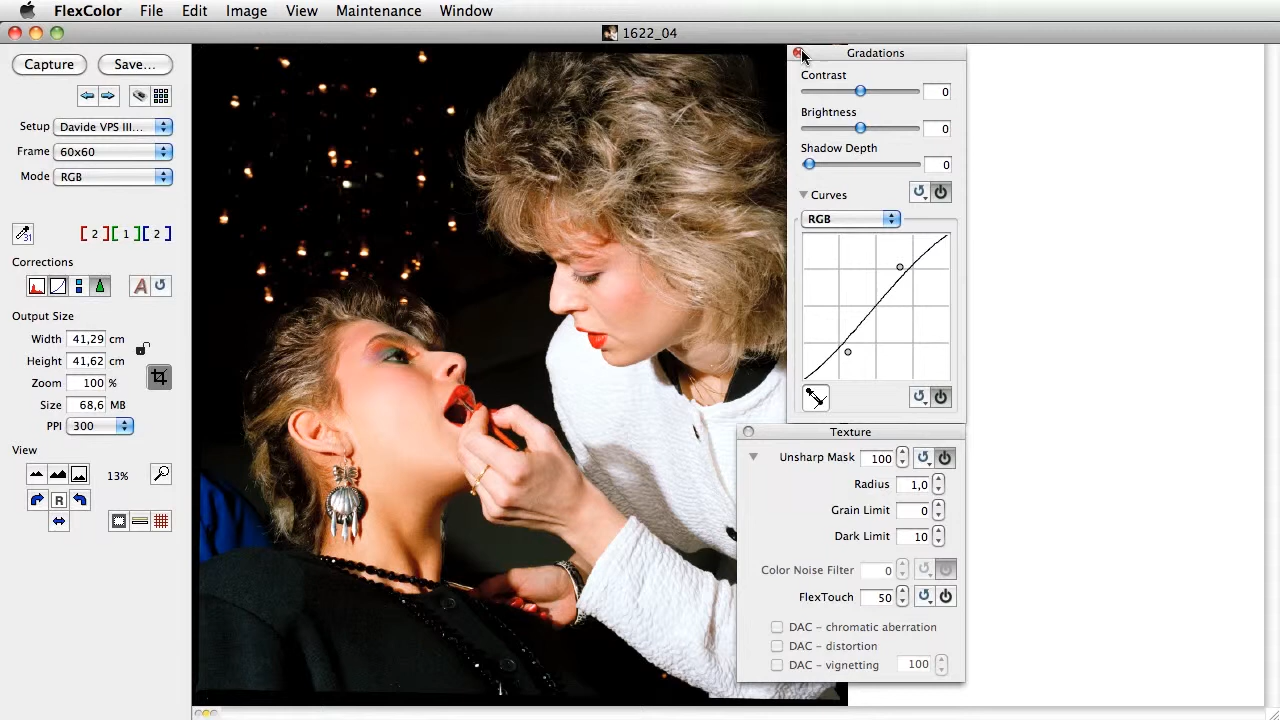 FlexColor File Edit Image View Maintenance Window
1622_04
Capture Save...
Setup Davide VPS III...
Frame 60x60
Mode RGB
31 [ 2 ] [ 1 ] [ 2 ]
Corrections
A
Output Size
Width 41,29 cm
Height 41,62 cm
Zoom 100 %
Size 68,6 MB
PPI 300
View
13%
R
Gradations
Contrast
0
Brightness
0
Shadow Depth
0
Curves
RGB
Texture
Unsharp Mask 100
Radius 1,0
Grain Limit 0
Dark Limit 10
Color Noise Filter 0
FlexTouch 50
DAC – chromatic aberration
DAC – distortion
DAC – vignetting 100